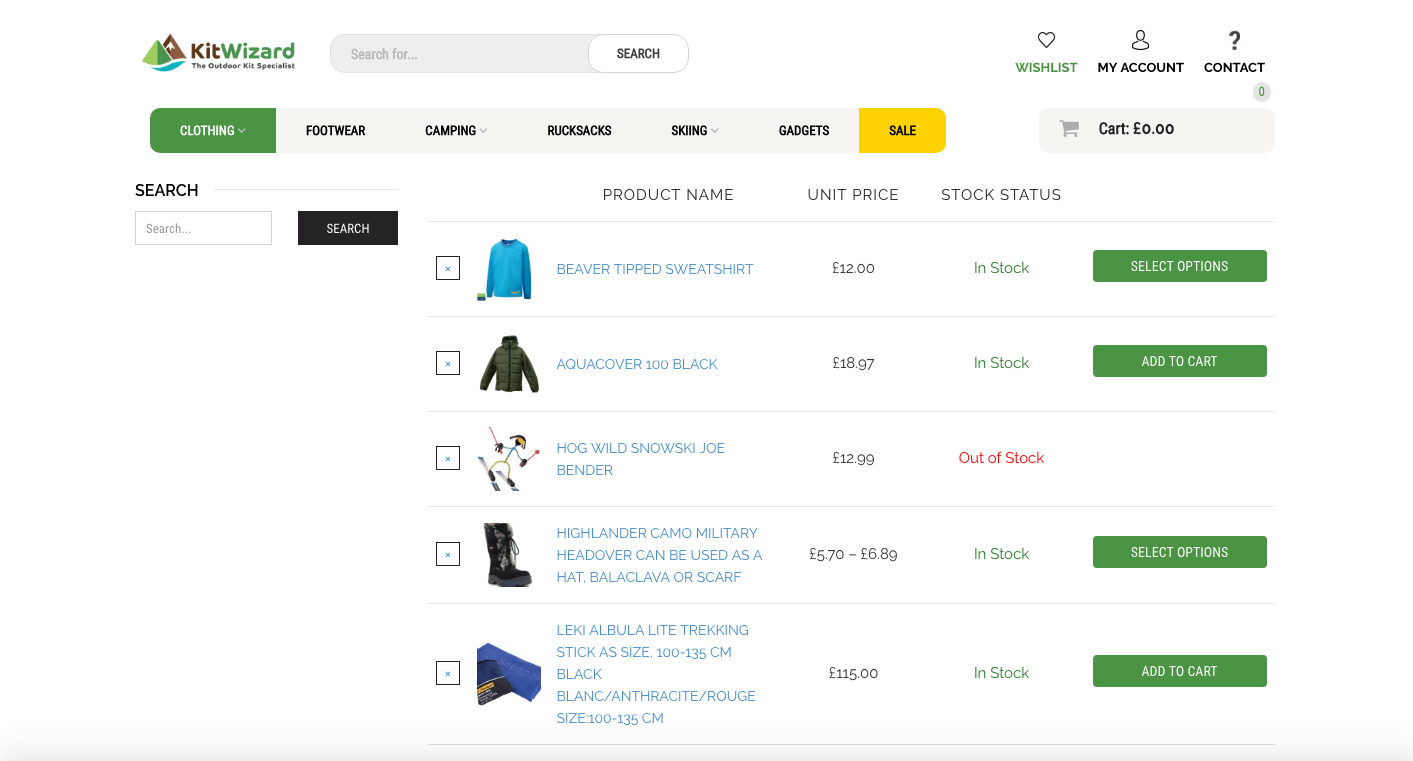 KitWizard
The Outdoor Kit Specialist
Search for...
SEARCH
WISHLIST
MY ACCOUNT
? CONTACT
0
CLOTHING
FOOTWEAR
CAMPING
RUCKSACKS
SKIING
GADGETS
SALE
Cart: £0.00
SEARCH
Search...
SEARCH
PRODUCT NAME
UNIT PRICE
STOCK STATUS
×
BEAVER TIPPED SWEATSHIRT
£12.00
In Stock
SELECT OPTIONS
×
AQUACOVER 100 BLACK
£18.97
In Stock
ADD TO CART
×
HOG WILD SNOWSKI JOE
BENDER
£12.99
Out of Stock
×
HIGHLANDER CAMO MILITARY
HEADOVER CAN BE USED AS A
HAT, BALACLAVA OR SCARF
£5.70 – £6.89
In Stock
SELECT OPTIONS
×
LEKI ALBULA LITE TREKKING
STICK AS SIZE, 100-135 CM
BLACK
BLANC/ANTHRACITE/ROUGE
SIZE:100-135 CM
£115.00
In Stock
ADD TO CART